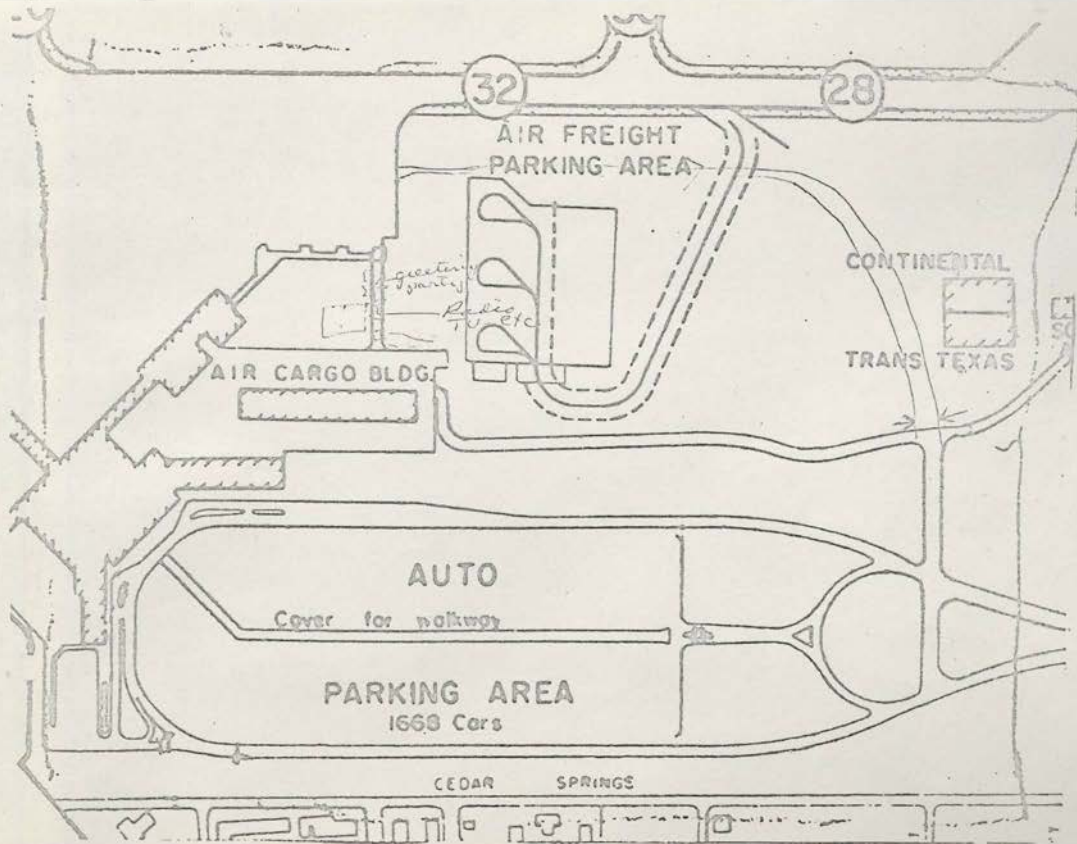 32
28
AIR FREIGHT
PARKING AREA
CONTINENTAL
greeting
party
Radio
TV etc
SO
TRANS TEXAS
AIR CARGO BLDG.
AUTO
Cover for walkway
PARKING AREA
1668 Cars
CEDAR SPRINGS